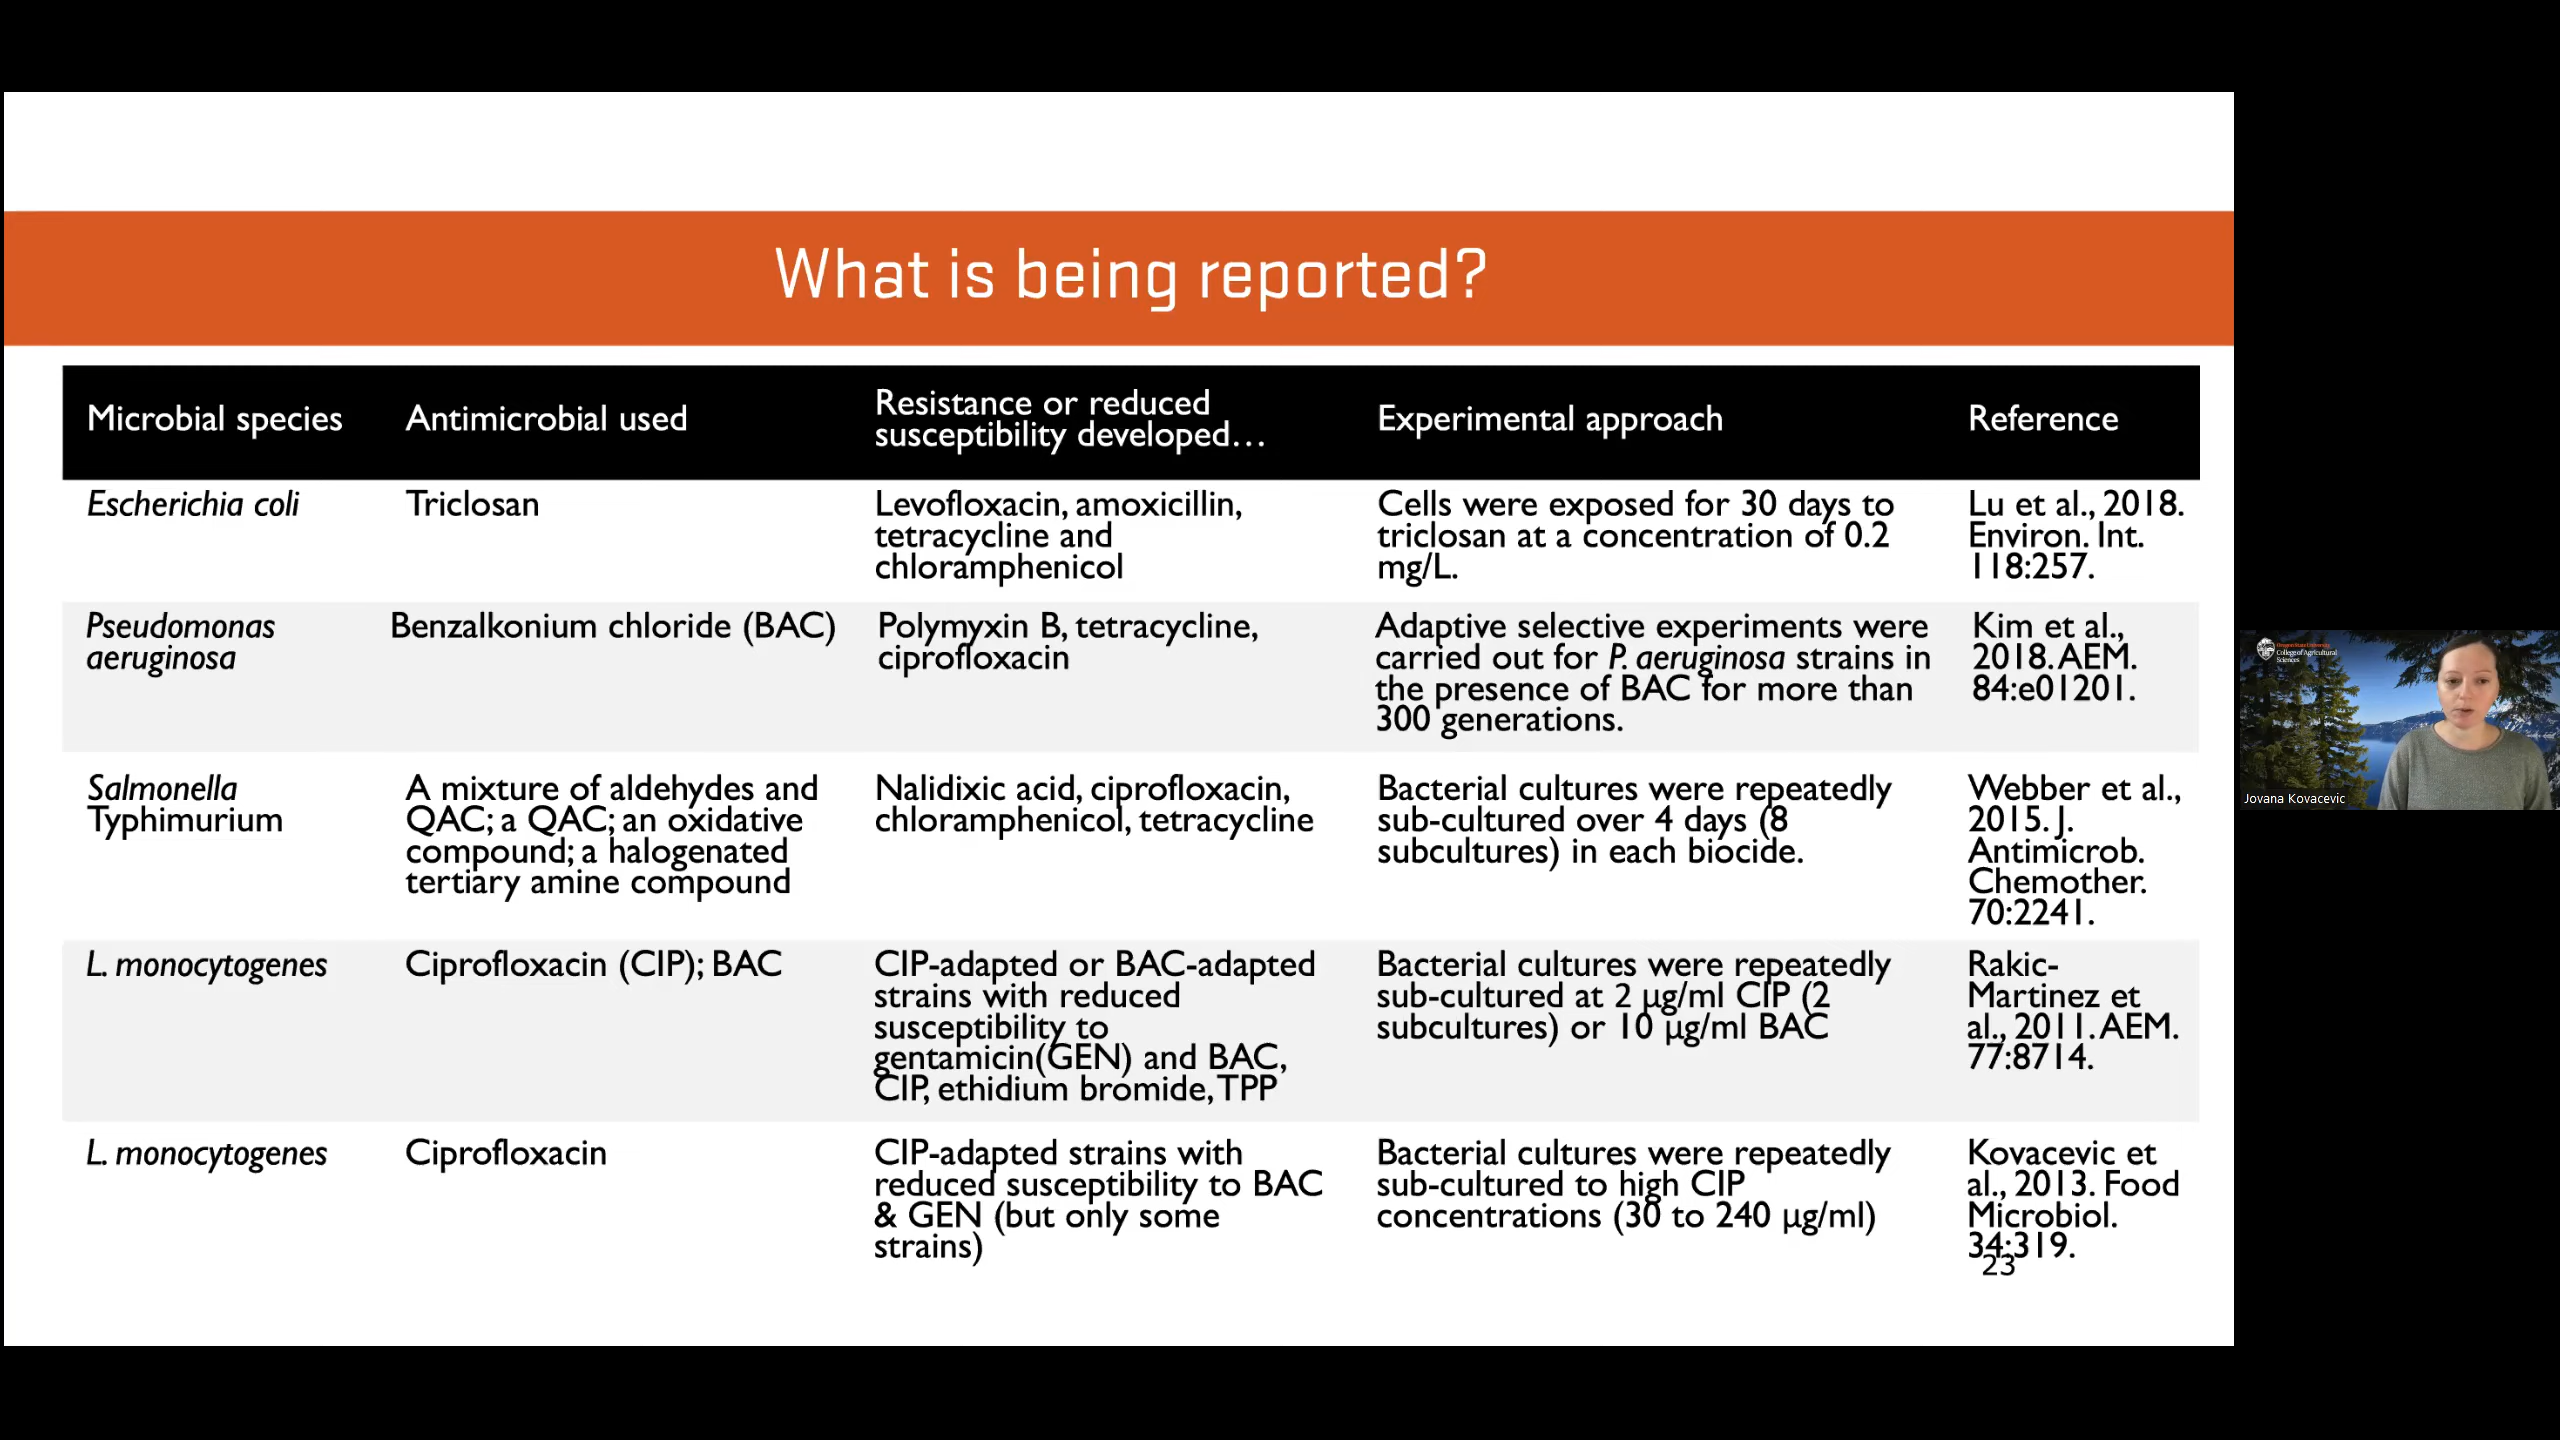 What is being reported?
Microbial species
Antimicrobial used
Resistance or reduced
susceptibility developed…
Experimental approach
Reference
Escherichia coli
Triclosan
Levofloxacin, amoxicillin,
tetracycline and
chloramphenicol
Cells were exposed for 30 days to
triclosan at a concentration of 0.2
mg/L.
Lu et al., 2018.
Environ. Int.
118:257.
Pseudomonas
aeruginosa
Benzalkonium chloride (BAC)
Polymyxin B, tetracycline,
ciprofloxacin
Adaptive selective experiments were
carried out for P. aeruginosa strains in
the presence of BAC for more than
300 generations.
Kim et al.,
2018. AEM.
84:e01201.
Salmonella
Typhimurium
A mixture of aldehydes and
QAC; a QAC; an oxidative
compound; a halogenated
tertiary amine compound
Nalidixic acid, ciprofloxacin,
chloramphenicol, tetracycline
Bacterial cultures were repeatedly
sub-cultured over 4 days (8
subcultures) in each biocide.
Webber et al.,
2015. J.
Antimicrob.
Chemother.
70:2241.
L. monocytogenes
Ciprofloxacin (CIP); BAC
CIP-adapted or BAC-adapted
strains with reduced
susceptibility to
gentamicin(GEN) and BAC,
CIP, ethidium bromide, TPP
Bacterial cultures were repeatedly
sub-cultured at 2 µg/ml CIP (2
subcultures) or 10 µg/ml BAC
Rakic-
Martinez et
al., 2011. AEM.
77:8714.
L. monocytogenes
Ciprofloxacin
CIP-adapted strains with
reduced susceptibility to BAC
& GEN (but only some
strains)
Bacterial cultures were repeatedly
sub-cultured to high CIP
concentrations (30 to 240 µg/ml)
Kovacevic et
al., 2013. Food
Microbiol.
34:319.
23
Oregon State University
College of Agricultural
Sciences
Jovana Kovacevic